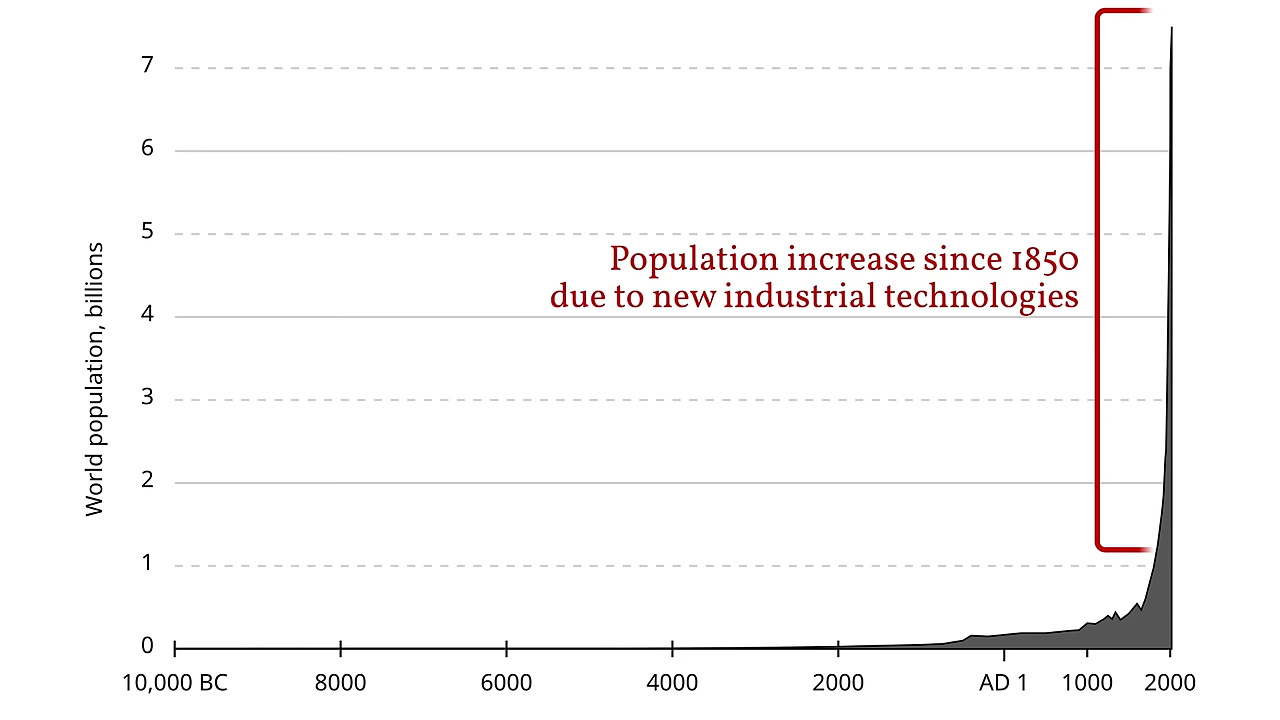 7
6
5
4
3
2
1
0
World population, billions
Population increase since 1850
due to new industrial technologies
10,000 BC 8000 6000 4000 2000 AD 1 1000 2000